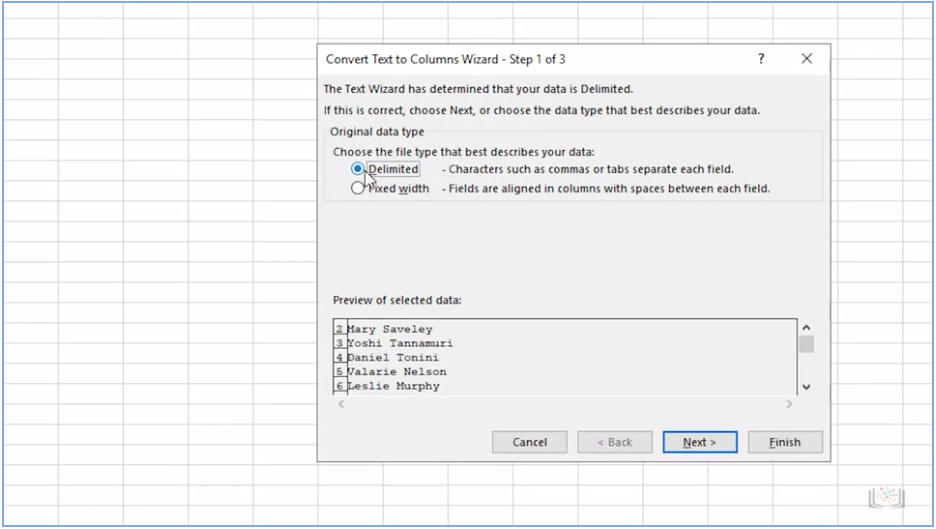 Convert Text to Columns Wizard - Step 1 of 3 ?
The Text Wizard has determined that your data is Delimited.
If this is correct, choose Next, or choose the data type that best describes your data.
Original data type
Choose the file type that best describes your data:
Delimited - Characters such as commas or tabs separate each field.
Fixed width - Fields are aligned in columns with spaces between each field.
Preview of selected data:
2 Mary Saveley
3 Yoshi Tannamuri
4 Daniel Tonini
5 Valarie Nelson
6 Leslie Murphy
Cancel < Back Next > Finish